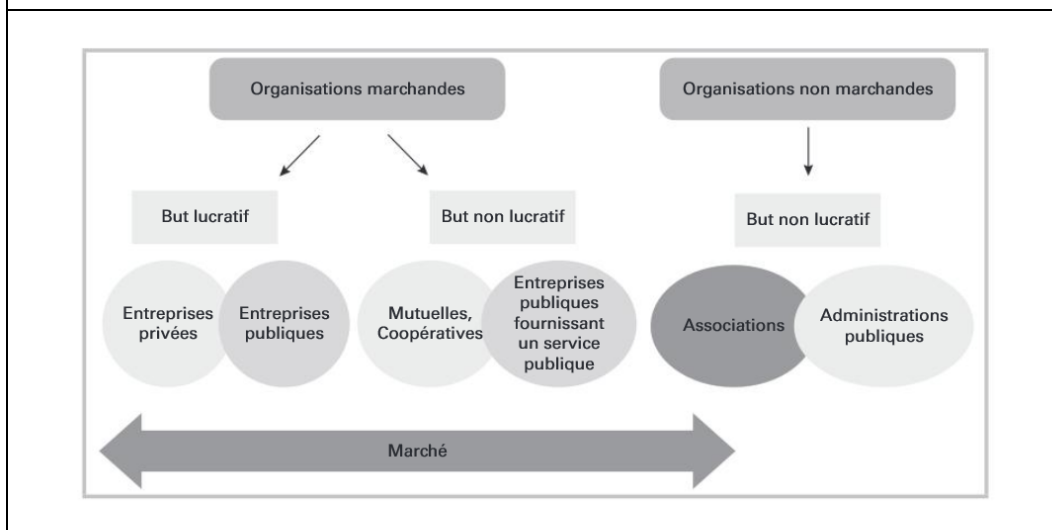 Organisations marchandes
Organisations non marchandes
But lucratif
But non lucratif
But non lucratif
Entreprises
privées
Entreprises
publiques
Mutuelles,
Coopératives
Entreprises
publiques
fournissant
un service
publique
Associations
Administrations
publiques
Marché